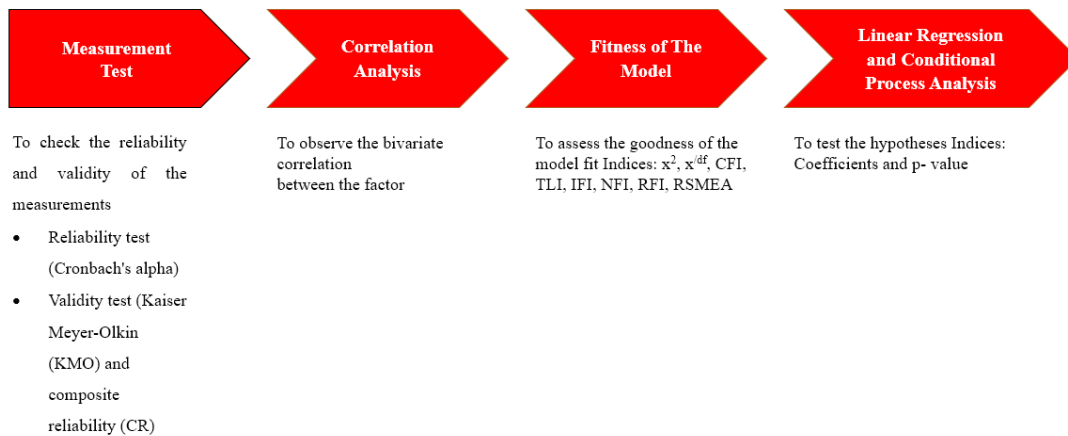 Measurement
Test
To check the reliability
and validity of the
measurements
• Reliability test
(Cronbach's alpha)
• Validity test (Kaiser
Meyer-Olkin
(KMO) and
composite
reliability (CR)
Correlation
Analysis
To observe the bivariate
correlation
between the factor
Fitness of The
Model
To assess the goodness of the
model fit Indices: x², x/df, CFI,
TLI, IFI, NFI, RFI, RSMEA
Linear Regression
and Conditional
Process Analysis
To test the hypotheses Indices:
Coefficients and p- value